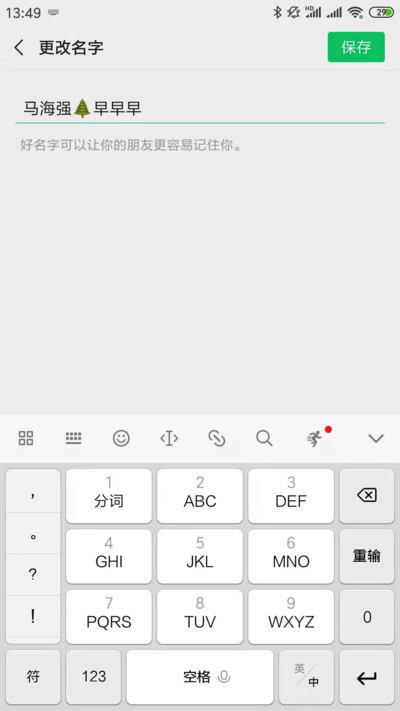 13:49
HD
29
更改名字
保存
马海强🌲早早早
好名字可以让你的朋友更容易记住你。
,
。
?
!
1
分词
2
ABC
3
DEF
4
GHI
5
JKL
6
MNO
重输
7
PQRS
8
TUV
9
WXYZ
0
符
123
空格
英/中